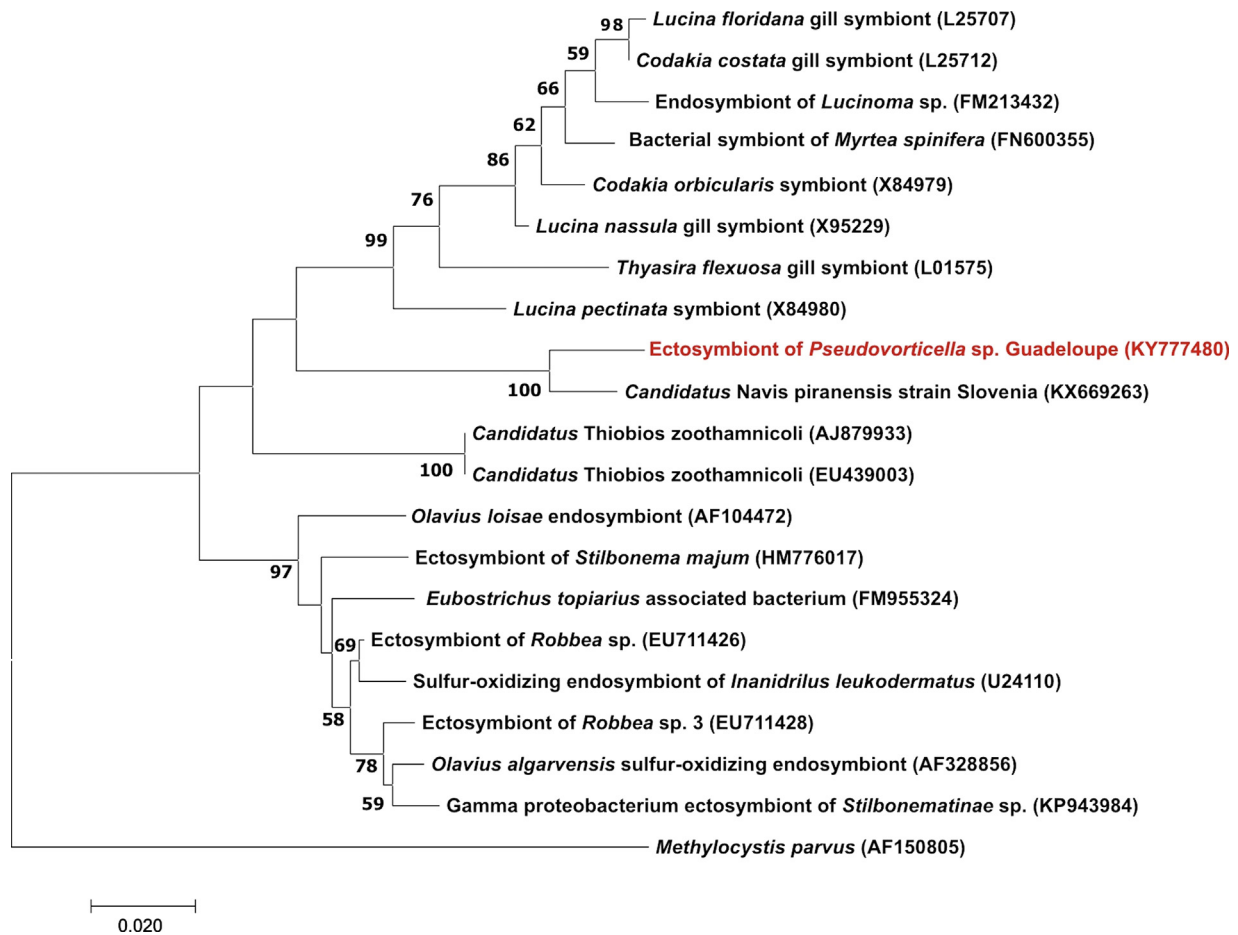 98
Lucina floridana gill symbiont (L25707)
59
Codakia costata gill symbiont (L25712)
66
Endosymbiont of Lucinoma sp. (FM213432)
62
Bacterial symbiont of Myrtea spinifera (FN600355)
86
Codakia orbicularis symbiont (X84979)
76
Lucina nassula gill symbiont (X95229)
99
Thyasira flexuosa gill symbiont (L01575)
Lucina pectinata symbiont (X84980)
Ectosymbiont of Pseudovorticella sp. Guadeloupe (KY777480)
100
Candidatus Navis piranensis strain Slovenia (KX669263)
Candidatus Thiobios zoothamnicoli (AJ879933)
100
Candidatus Thiobios zoothamnicoli (EU439003)
Olavius loisae endosymbiont (AF104472)
97
Ectosymbiont of Stilbonema majum (HM776017)
Eubostrichus topiarius associated bacterium (FM955324)
69
Ectosymbiont of Robbea sp. (EU711426)
Sulfur-oxidizing endosymbiont of Inanidrilus leukodermatus (U24110)
58
Ectosymbiont of Robbea sp. 3 (EU711428)
78
Olavius algarvensis sulfur-oxidizing endosymbiont (AF328856)
59
Gamma proteobacterium ectosymbiont of Stilbonematinae sp. (KP943984)
Methylocystis parvus (AF150805)
0.020